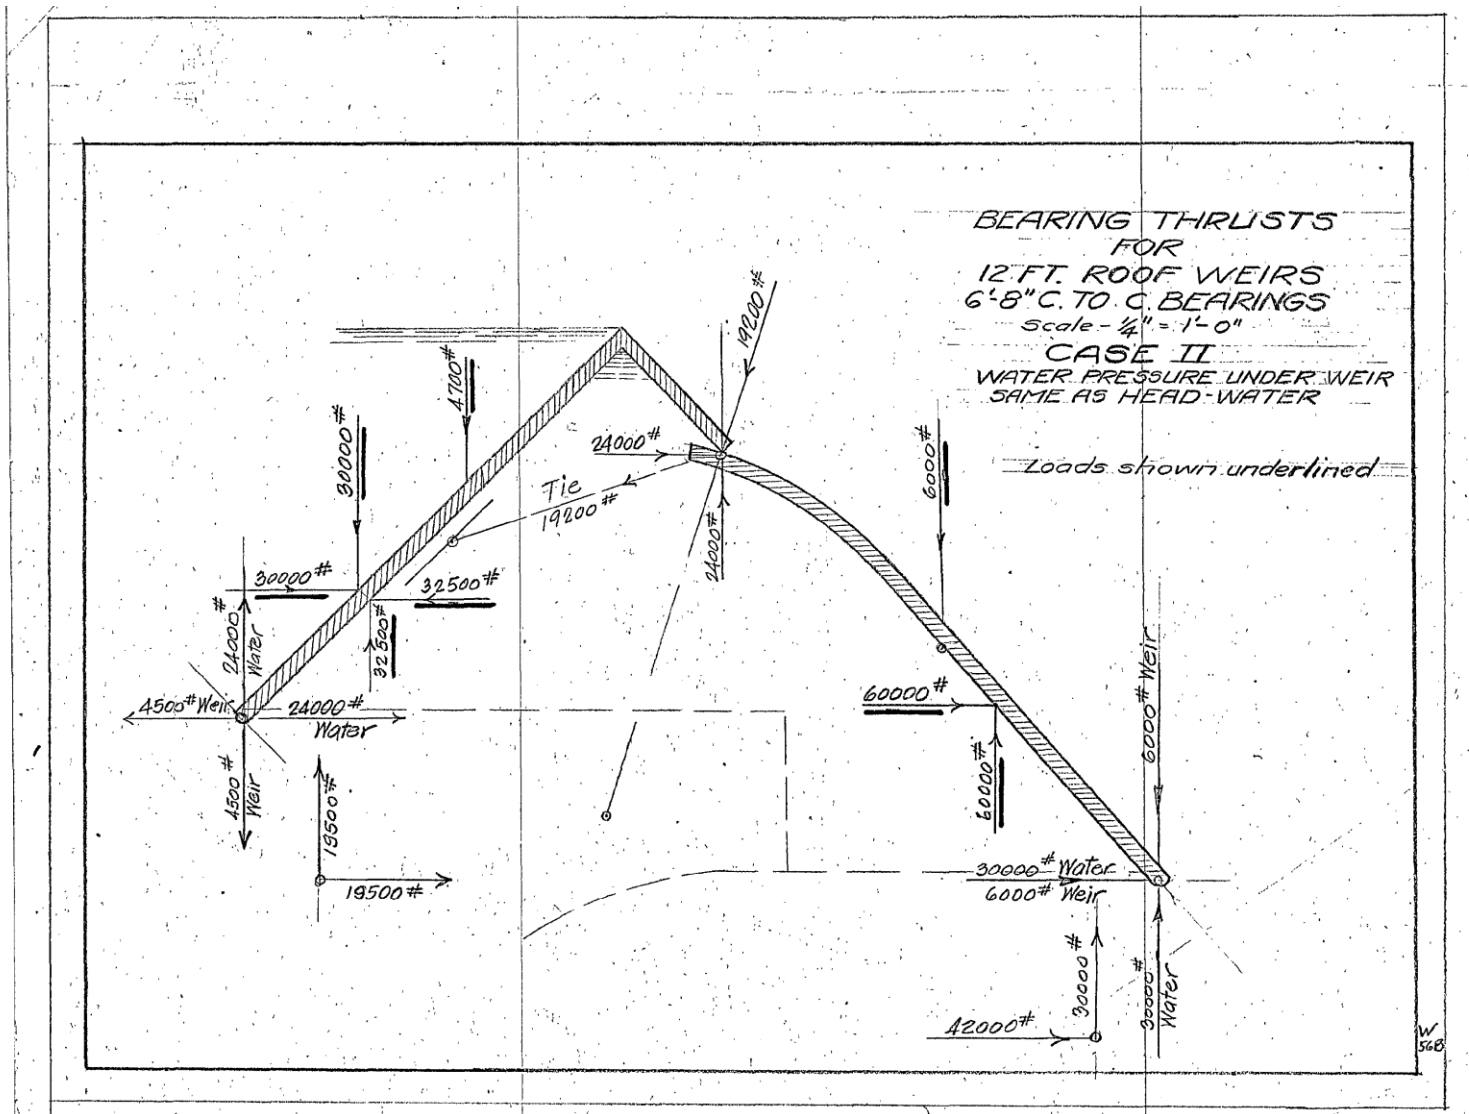 BEARING THRUSTS
FOR
12 FT. ROOF WEIRS
6'-8" C. TO C. BEARINGS
Scale - 1/4" = 1'-0"
CASE II
WATER PRESSURE UNDER WEIR
SAME AS HEAD-WATER
Loads shown underlined
19200#
4700#
30000#
24000#
6000#
Tie
19200#
24000#
30000#
32500#
24000#
Water
32500#
4500# Weir
24000#
Water
60000#
6000# Weir
4500#
Weir
60000#
19500#
19500#
30000# Water
6000# Weir
30000#
30000#
Water
42000#
W
568